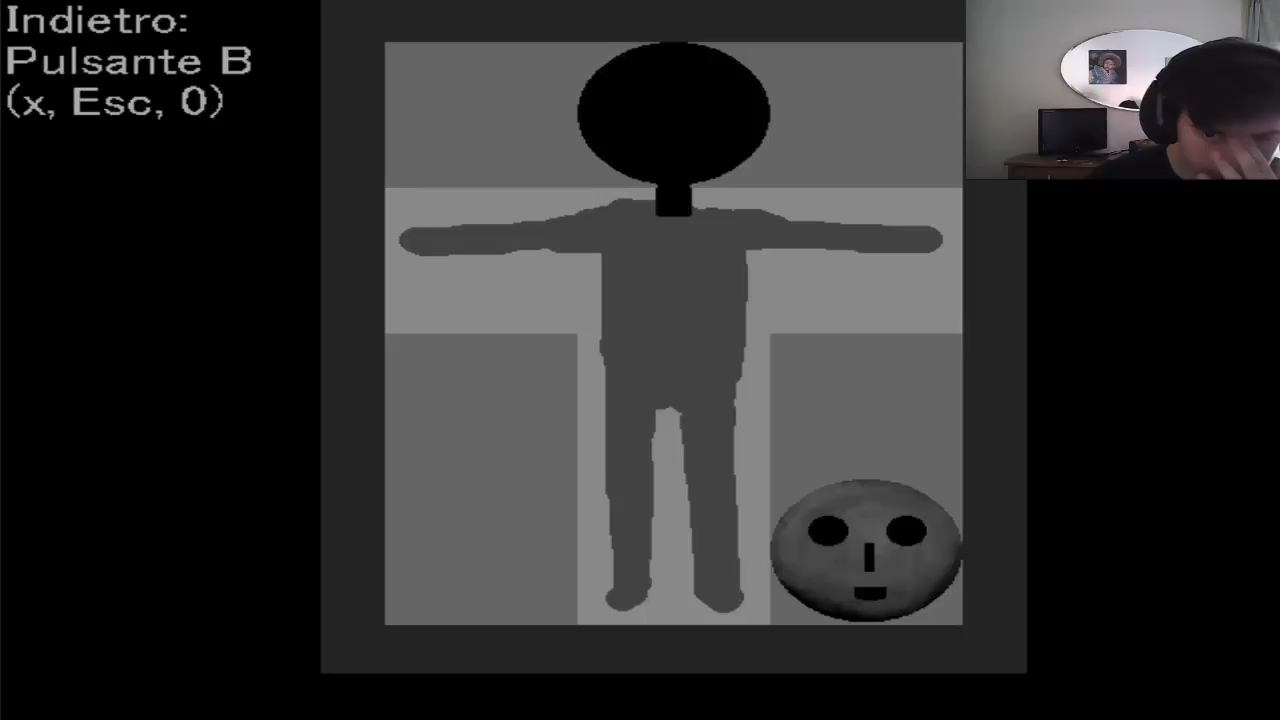 Indietro:
Pulsante B
(x, Esc, 0)